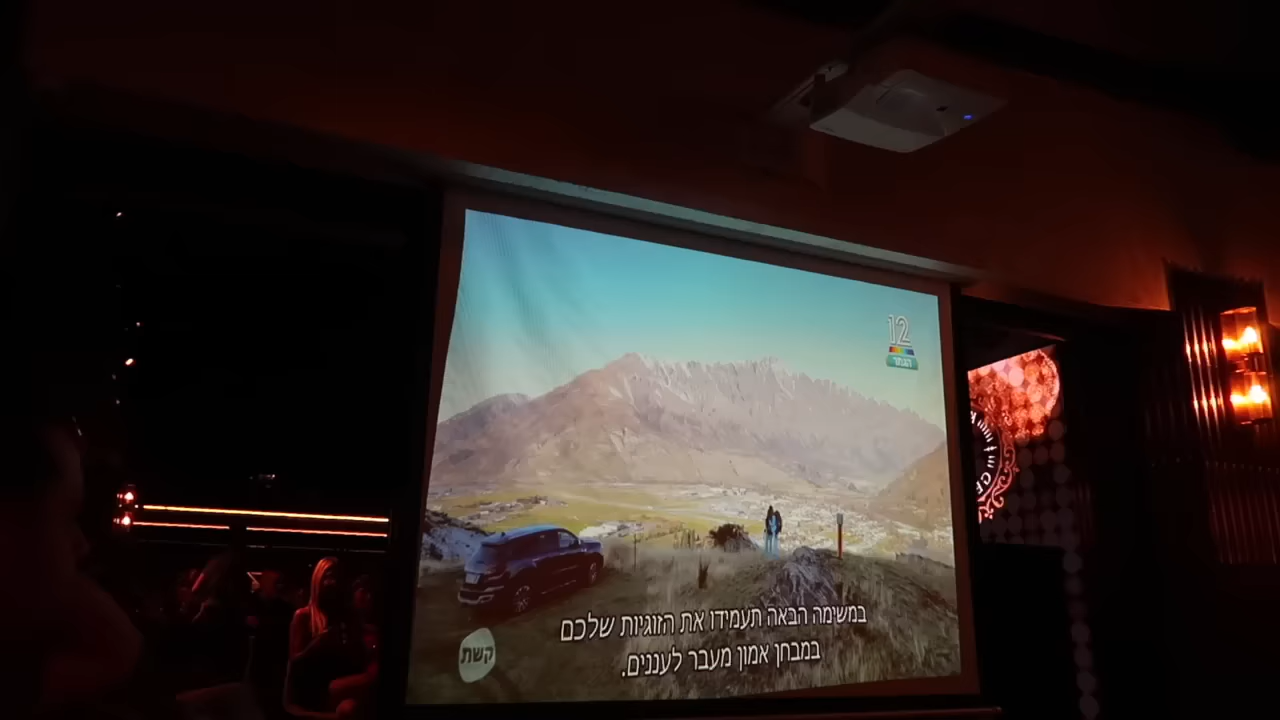 12
במשימה הבאה תעמידו את הזוגיות שלכם
במבחן אמון מעבר לעננים.
קשת